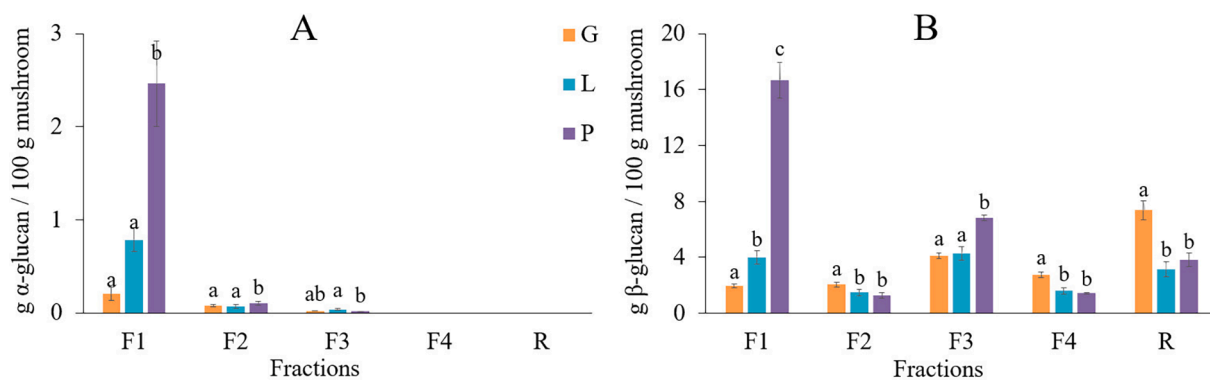 A
g α-glucan / 100 g mushroom
3
2
1
0
G
L
P
a
a
b
a
a
b
ab
a
b
F1
F2
F3
F4
R
Fractions
B
g β-glucan / 100 g mushroom
20
16
12
8
4
0
a
b
c
a
b
b
a
a
b
a
b
b
a
b
b
F1
F2
F3
F4
R
Fractions